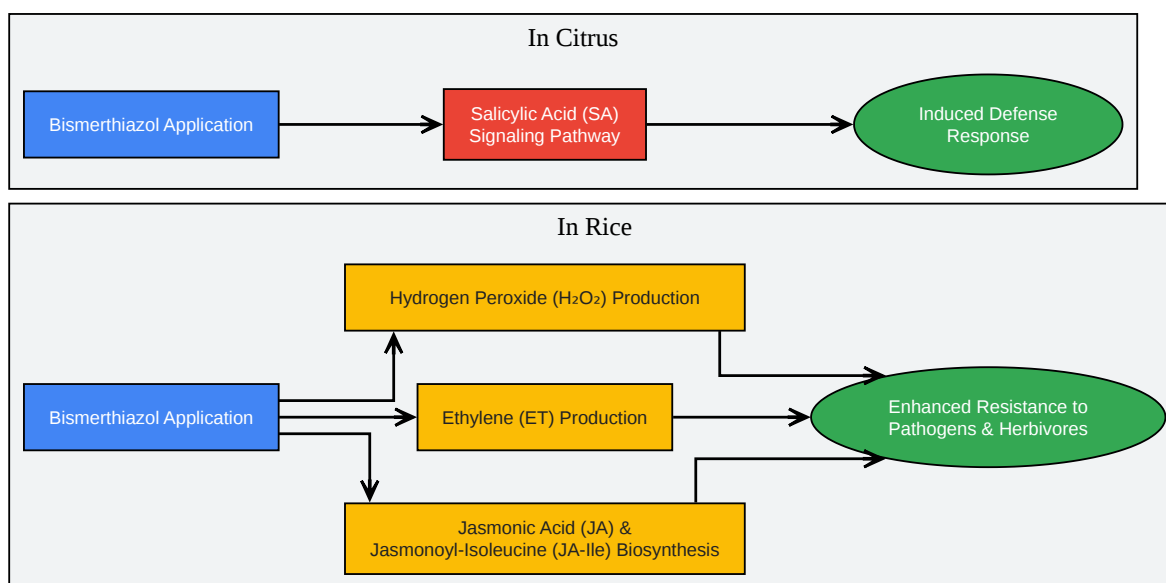 In Citrus
Bismerthiazol Application
Salicylic Acid (SA)
Signaling Pathway
Induced Defense
Response
In Rice
Hydrogen Peroxide (H₂O₂) Production
Bismerthiazol Application
Ethylene (ET) Production
Enhanced Resistance to
Pathogens & Herbivores
Jasmonic Acid (JA) &
Jasmonoyl-Isoleucine (JA-Ile) Biosynthesis